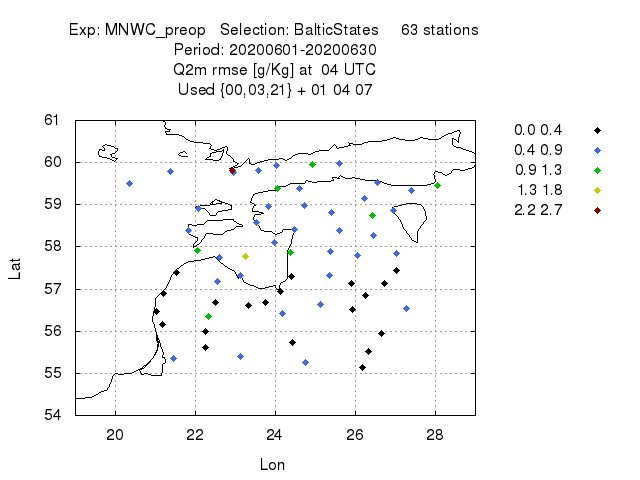 Exp: MNWC_preop Selection: BalticStates 63 stations
Period: 20200601-20200630
Q2m rmse [g/Kg] at 04 UTC
Used {00,03,21} + 01 04 07
0.0 0.4
0.4 0.9
0.9 1.3
1.3 1.8
2.2 2.7
61
60
59
58
57
56
55
54
Lat
20 22 24 26 28
Lon